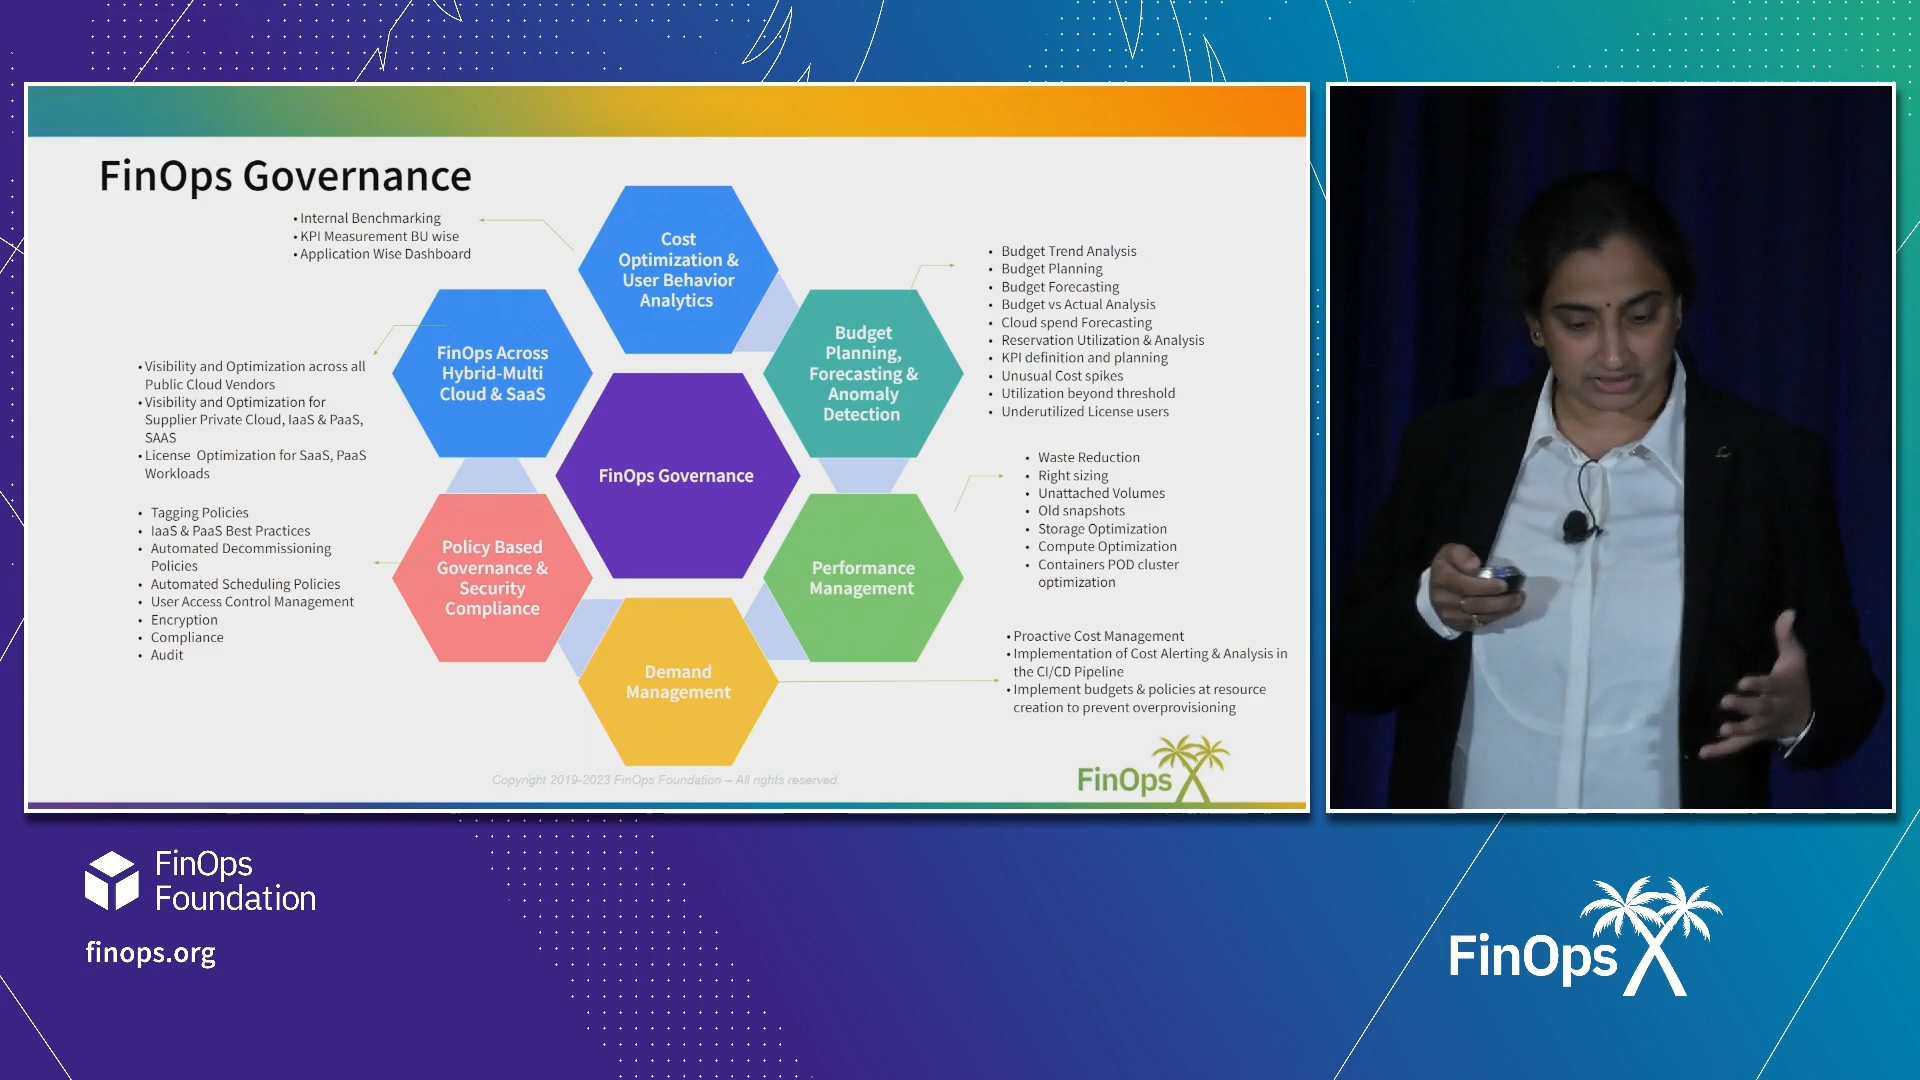 FinOps Governance
• Internal Benchmarking
• KPI Measurement BU wise
• Application Wise Dashboard
Cost
Optimization &
User Behavior
Analytics
• Budget Trend Analysis
• Budget Planning
• Budget Forecasting
• Budget vs Actual Analysis
• Cloud spend Forecasting
• Reservation Utilization & Analysis
• KPI definition and planning
• Unusual Cost spikes
• Utilization beyond threshold
• Underutilized License users
Budget
Planning,
Forecasting &
Anomaly
Detection
FinOps Across
Hybrid-Multi
Cloud & SaaS
• Visibility and Optimization across all
Public Cloud Vendors
• Visibility and Optimization for
Supplier Private Cloud, IaaS & PaaS,
SAAS
• License Optimization for SaaS, PaaS
Workloads
FinOps Governance
• Waste Reduction
• Right sizing
• Unattached Volumes
• Old snapshots
• Storage Optimization
• Compute Optimization
• Containers POD cluster
optimization
• Tagging Policies
• IaaS & PaaS Best Practices
• Automated Decommissioning
Policies
• Automated Scheduling Policies
• User Access Control Management
• Encryption
• Compliance
• Audit
Policy Based
Governance &
Security
Compliance
Performance
Management
Demand
Management
• Proactive Cost Management
• Implementation of Cost Alerting & Analysis in
the CI/CD Pipeline
• Implement budgets & policies at resource
creation to prevent overprovisioning
FinOps X
Copyright 2019-2023 FinOps Foundation – All rights reserved.
FinOps
Foundation
finops.org
FinOps X